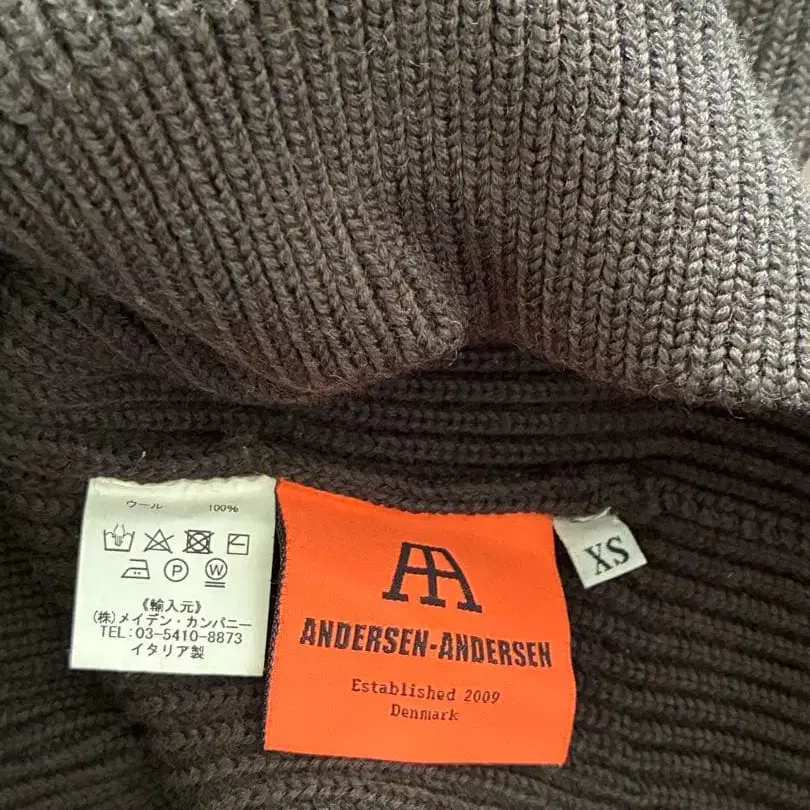 ウール 100%
P W
《輸入元》
(株)メイデン・カンパニー
TEL:03-5410-8873
イタリア製
AA
ANDERSEN-ANDERSEN
Established 2009
Denmark
XS